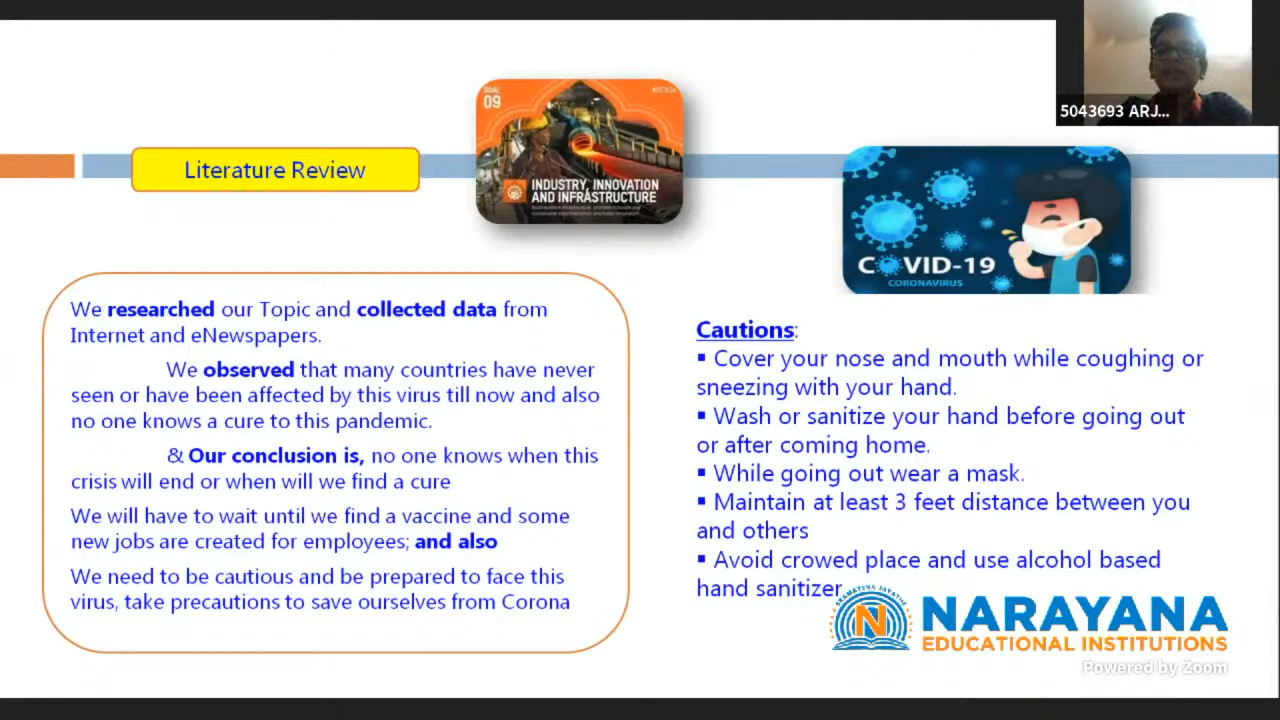 5043693 ARJ...
GOAL
09
INDUSTRY, INNOVATION
AND INFRASTRUCTURE
Literature Review
COVID-19
CORONAVIRUS
We researched our Topic and collected data from
Internet and eNewspapers.
We observed that many countries have never
seen or have been affected by this virus till now and also
no one knows a cure to this pandemic.
& Our conclusion is, no one knows when this
crisis will end or when will we find a cure
We will have to wait until we find a vaccine and some
new jobs are created for employees; and also
We need to be cautious and be prepared to face this
virus, take precautions to save ourselves from Corona
Cautions:
▪ Cover your nose and mouth while coughing or
sneezing with your hand.
▪ Wash or sanitize your hand before going out
or after coming home.
▪ While going out wear a mask.
▪ Maintain at least 3 feet distance between you
and others
▪ Avoid crowed place and use alcohol based
hand sanitizer
N
NARAYANA
EDUCATIONAL INSTITUTIONS
Powered by Zoom